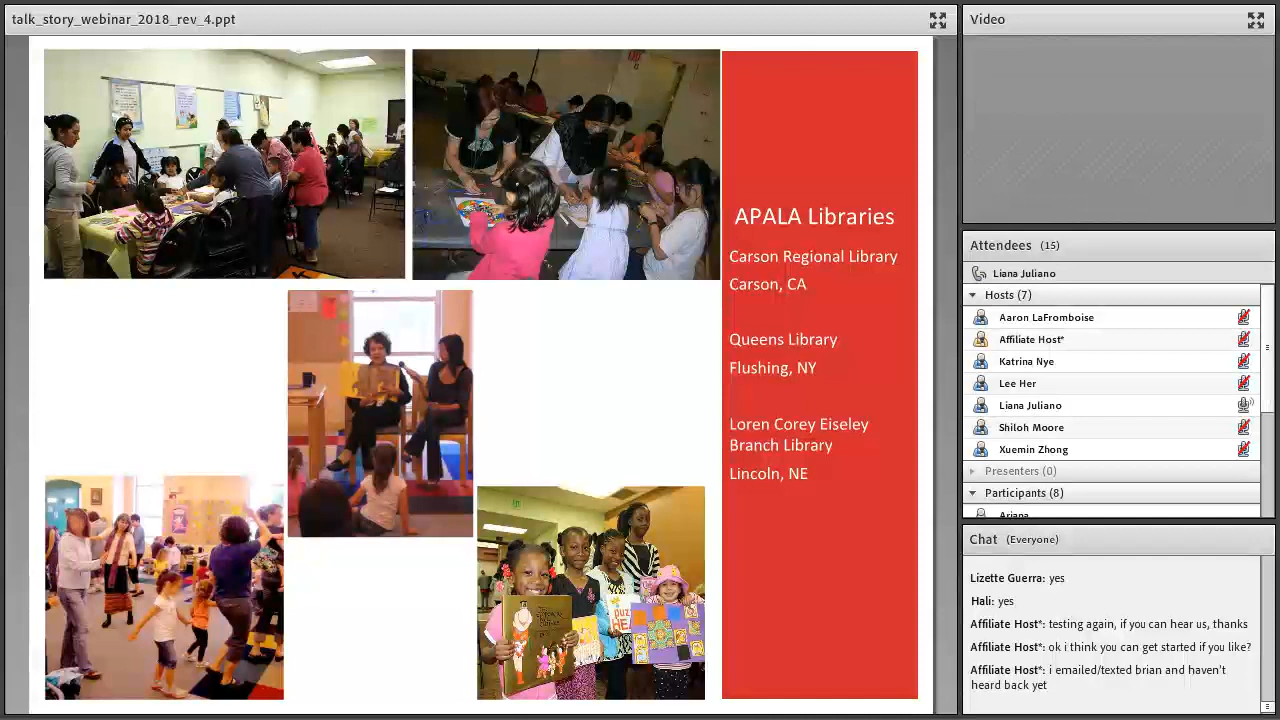 talk_story_webinar_2018_rev_4.ppt
APALA Libraries
Carson Regional Library
Carson, CA
Queens Library
Flushing, NY
Loren Corey Eiseley
Branch Library
Lincoln, NE
Video
Attendees (15)
Liana Juliano
Hosts (7)
Aaron LaFromboise
Affiliate Host*
Katrina Nye
Lee Her
Liana Juliano
Shiloh Moore
Xuemin Zhong
Presenters (0)
Participants (8)
Ariana
Chat (Everyone)
Lizette Guerra: yes
Hali: yes
Affiliate Host*: testing again, if you can hear us, thanks
Affiliate Host*: ok i think you can get started if you like?
Affiliate Host*: i emailed/texted brian and haven't
heard back yet